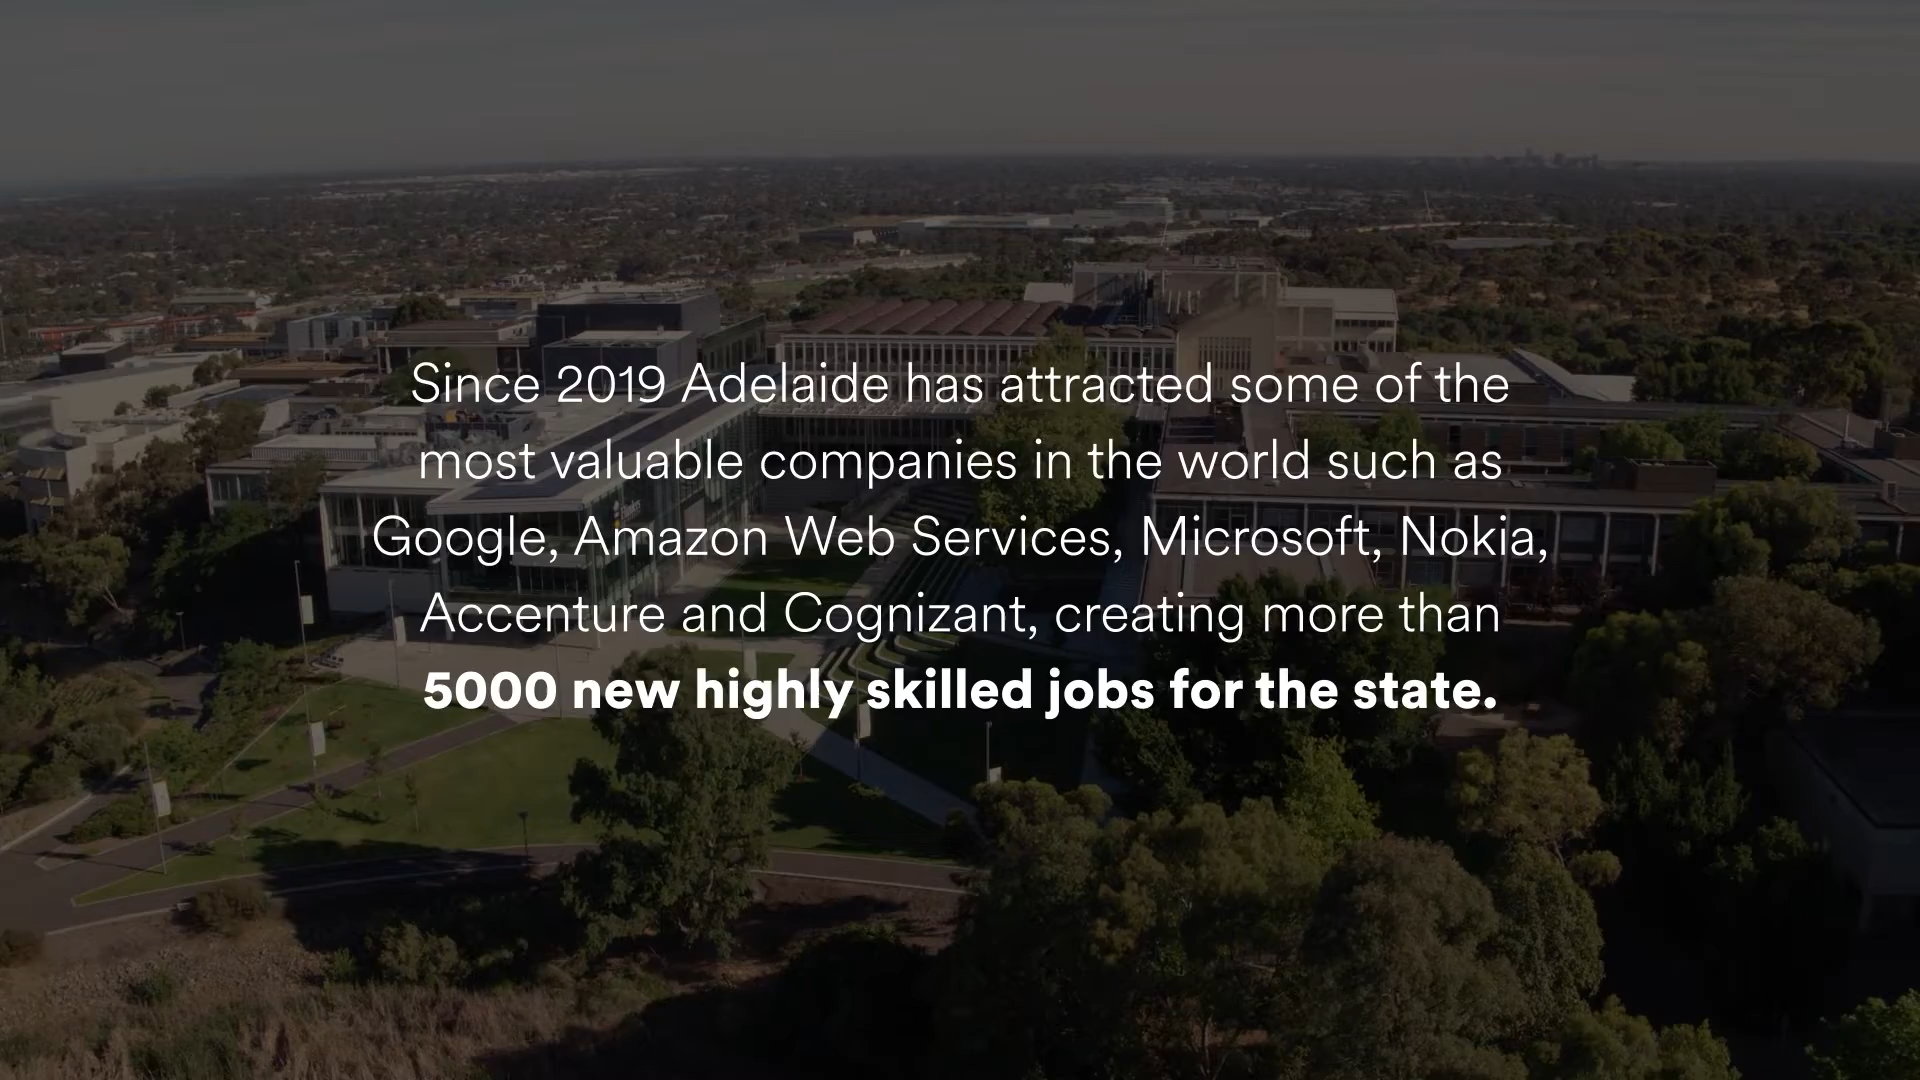 Since 2019 Adelaide has attracted some of the
most valuable companies in the world such as
Google, Amazon Web Services, Microsoft, Nokia,
Accenture and Cognizant, creating more than
5000 new highly skilled jobs for the state.